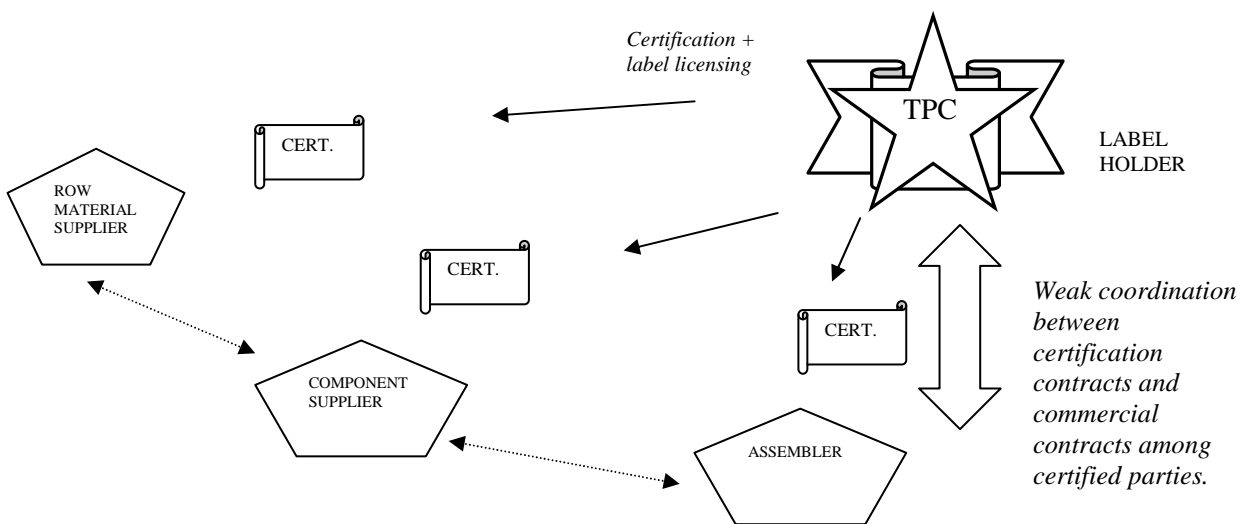 Certification +
label licensing
TPC
LABEL
HOLDER
CERT.
ROW
MATERIAL
SUPPLIER
CERT.
CERT.
Weak coordination
between
certification
contracts and
commercial
contracts among
certified parties.
COMPONENT
SUPPLIER
ASSEMBLER